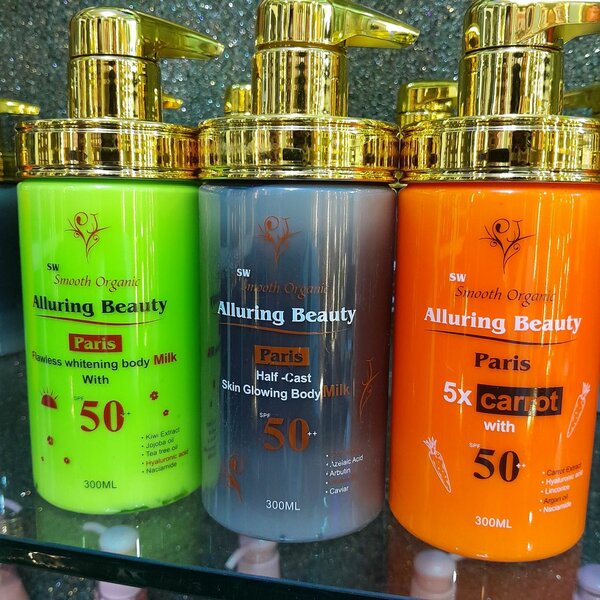 SW
Smooth Organic
Alluring Beauty
Paris
Flawless whitening body Milk
With
SPF
50++
• Kiwi Extract
• Jojoba oil
• Tea tree oil
• Hyaluronic acid
• Niacimade
300ML
SW
Smooth Organic
Alluring Beauty
Paris
Half -Cast
Skin Glowing Body Milk
SPF
50++
• Azelaic Acid
• Arbutin
• Caviar
300ML
SW
Smooth Organic
Alluring Beauty
Paris
5x carrot
with
SPF
50++
• Carrot Extract
• Hyaluronic acid
• Lincorice
• Argan oil
• Niacimade
300ML